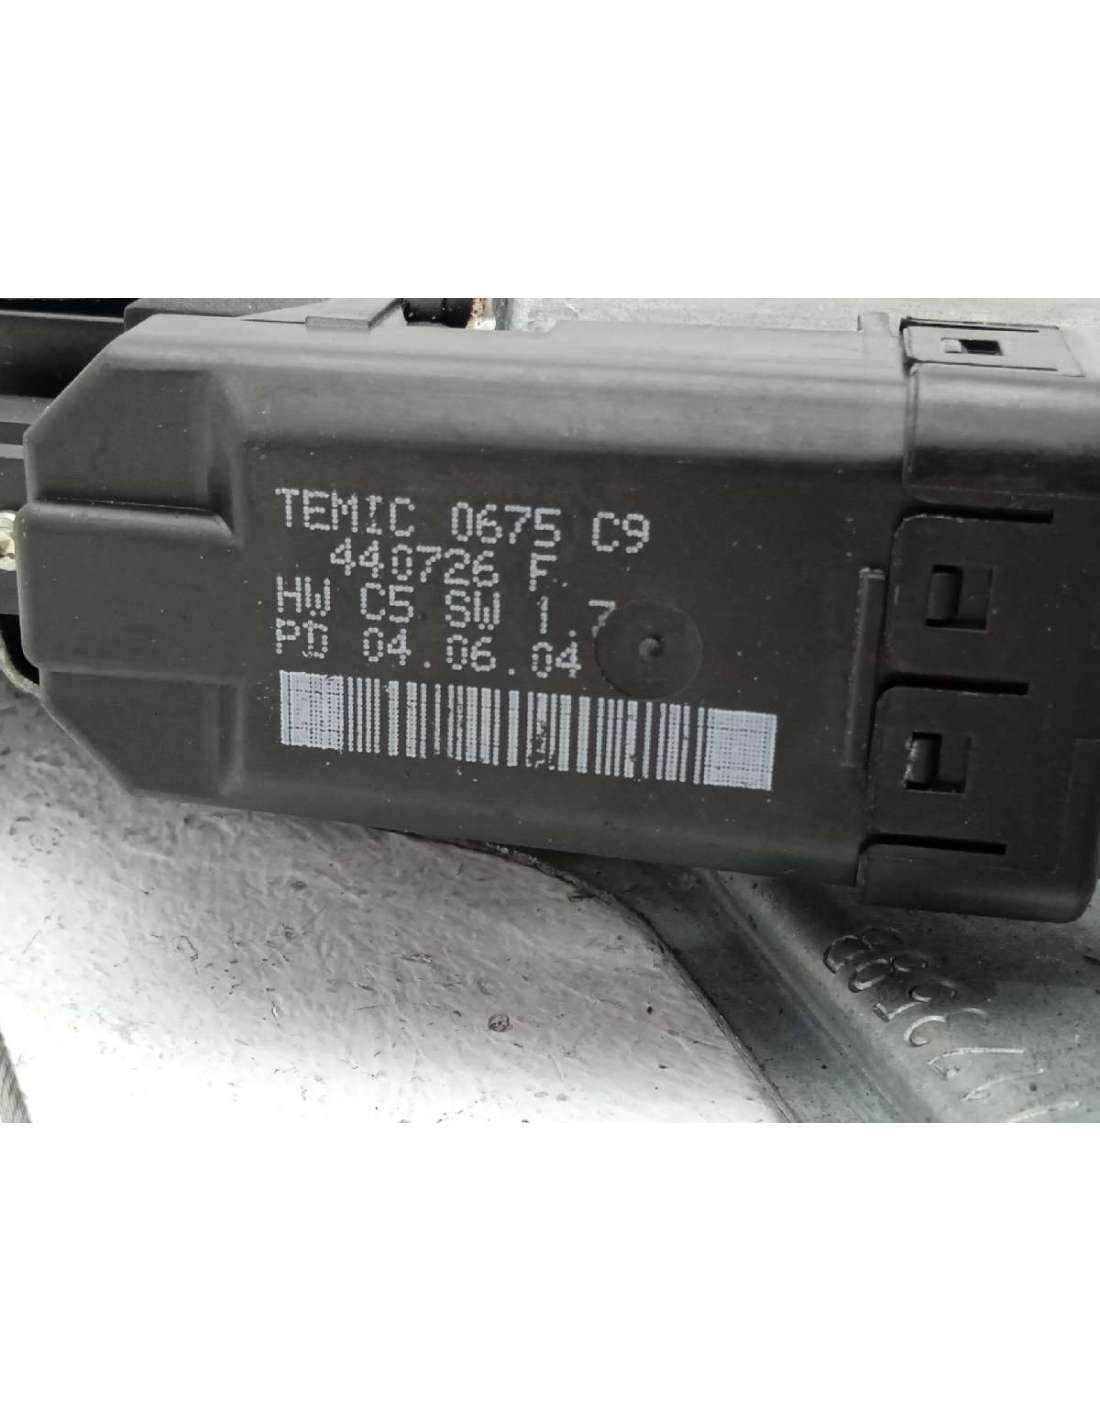 TEMIC 0675 C9
440726 F
HW C5 SW 1.7
PD 04.06.04